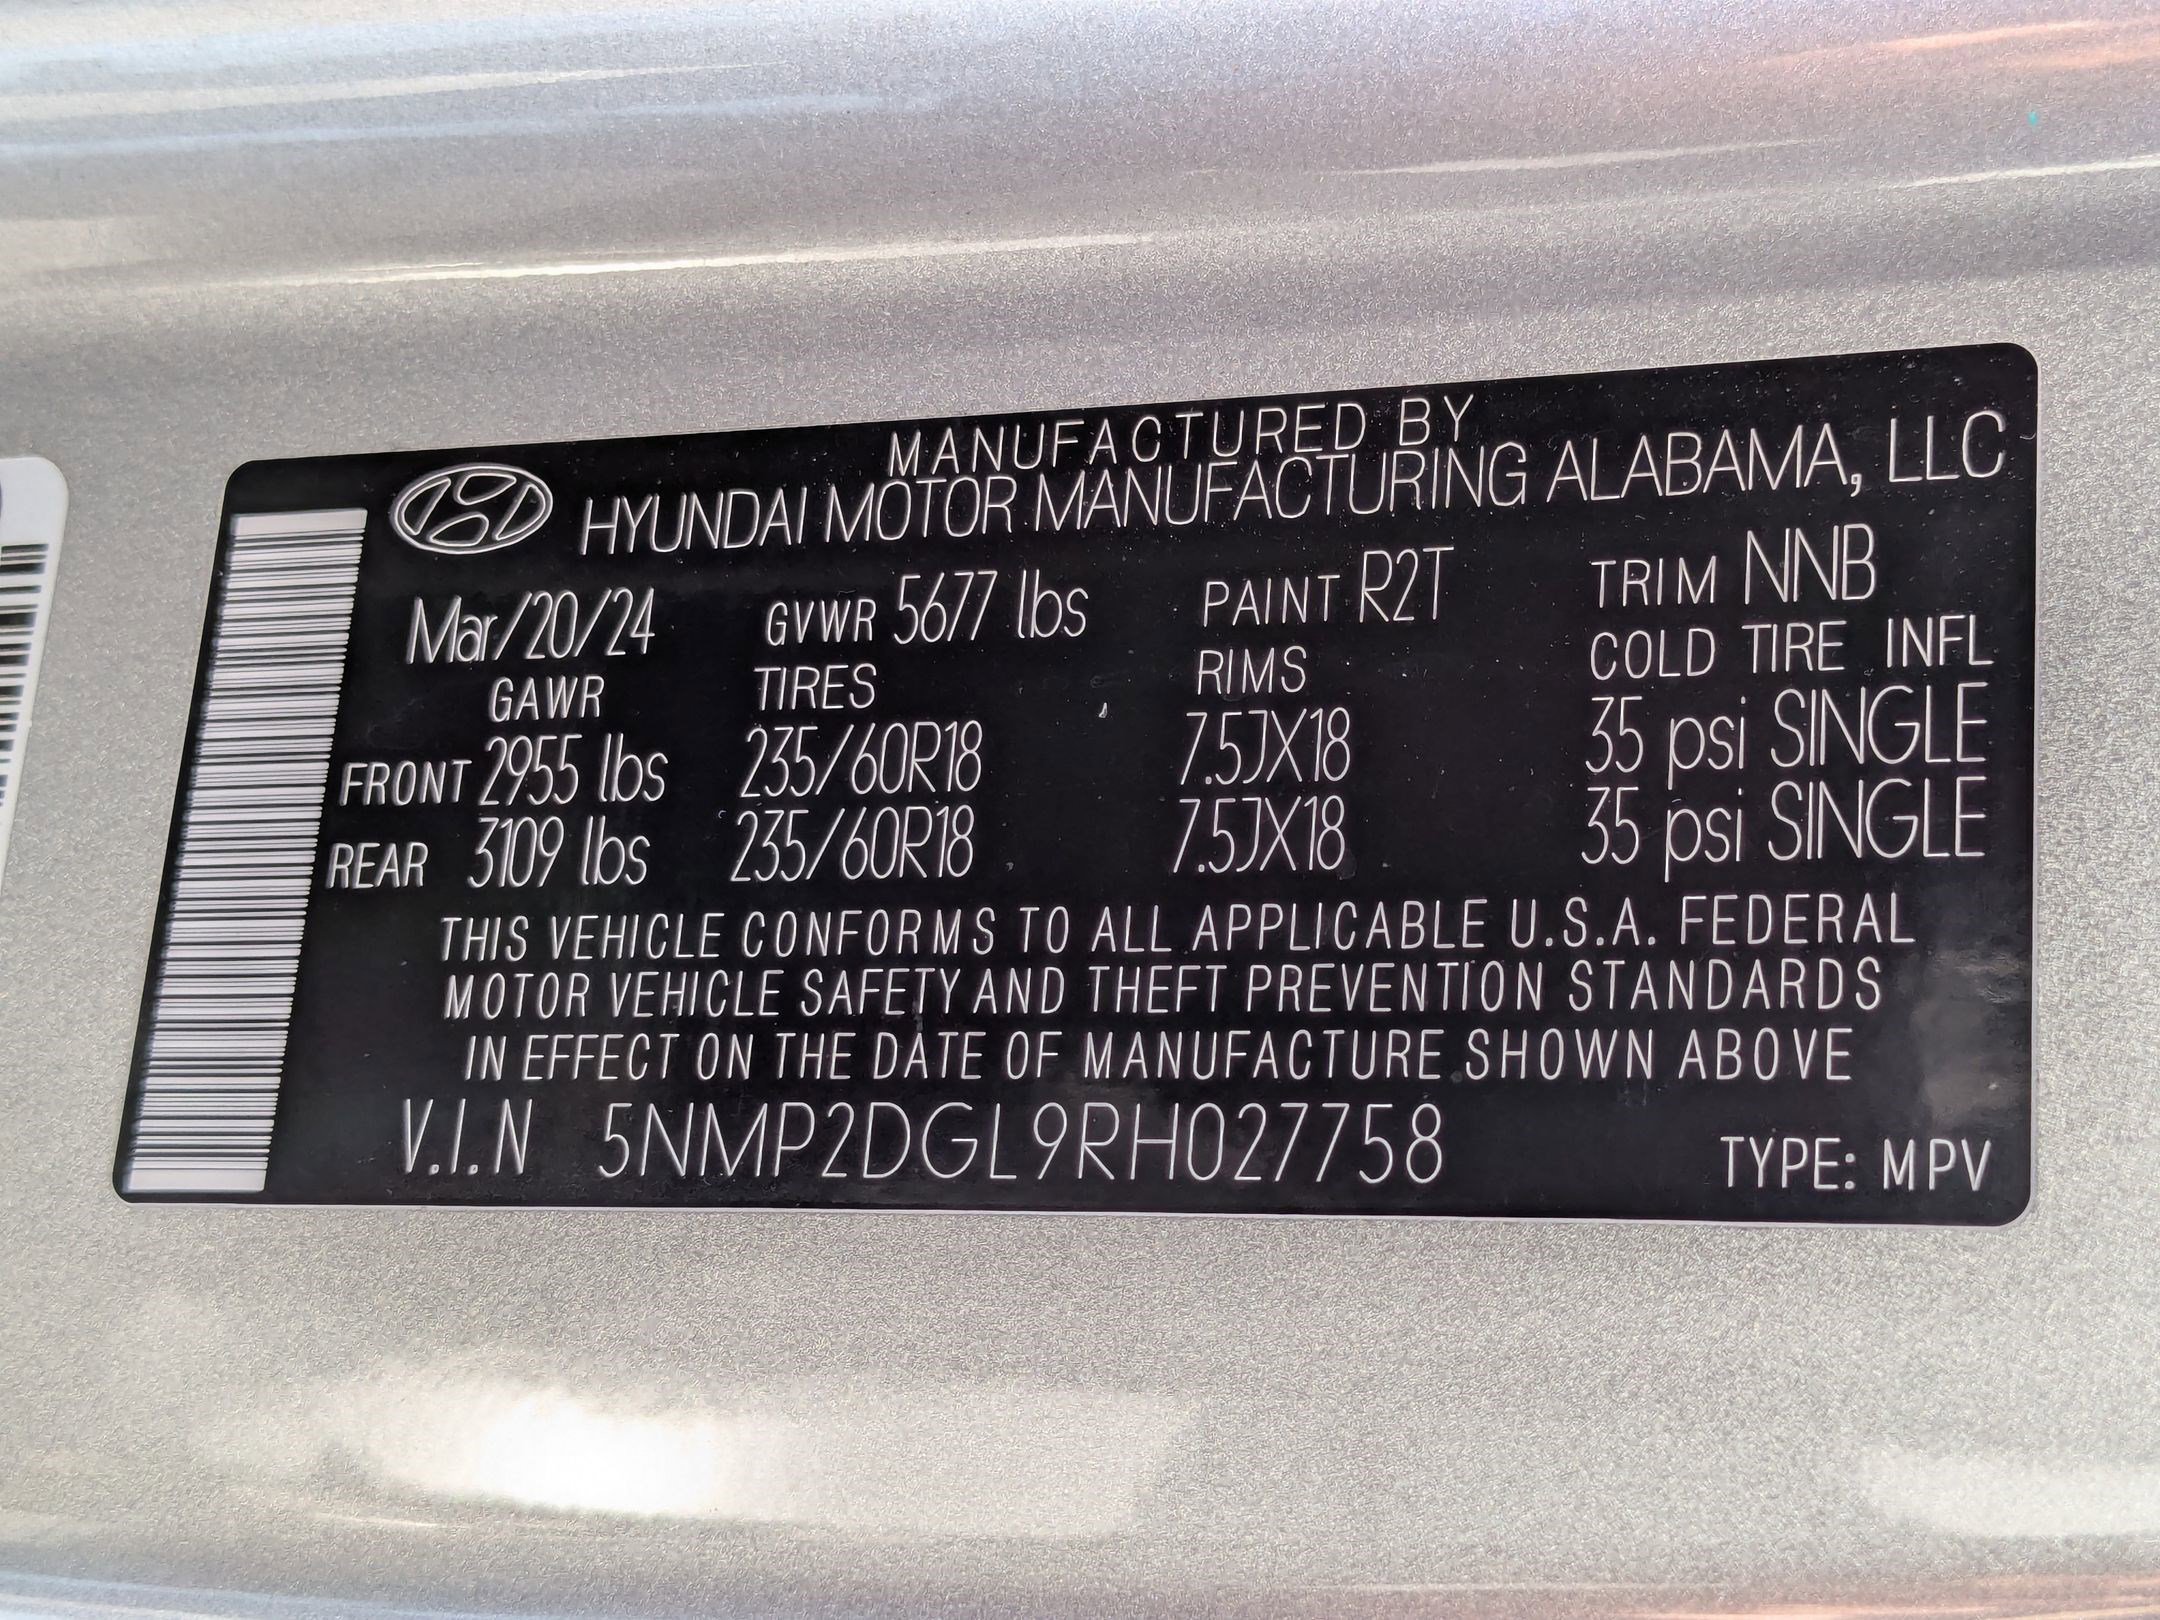 MANUFACTURED BY
HYUNDAI MOTOR MANUFACTURING ALABAMA, LLC
Mar/20/24 GVWR 5677 lbs PAINT R2T TRIM NNB
GAWR TIRES RIMS COLD TIRE INFL
FRONT 2955 lbs 235/60R18 7.5JX18 35 psi SINGLE
REAR 3109 lbs 235/60R18 7.5JX18 35 psi SINGLE
THIS VEHICLE CONFORMS TO ALL APPLICABLE U.S.A. FEDERAL
MOTOR VEHICLE SAFETY AND THEFT PREVENTION STANDARDS
IN EFFECT ON THE DATE OF MANUFACTURE SHOWN ABOVE
V.I.N 5NMP2DGL9RH027758 TYPE: MPV